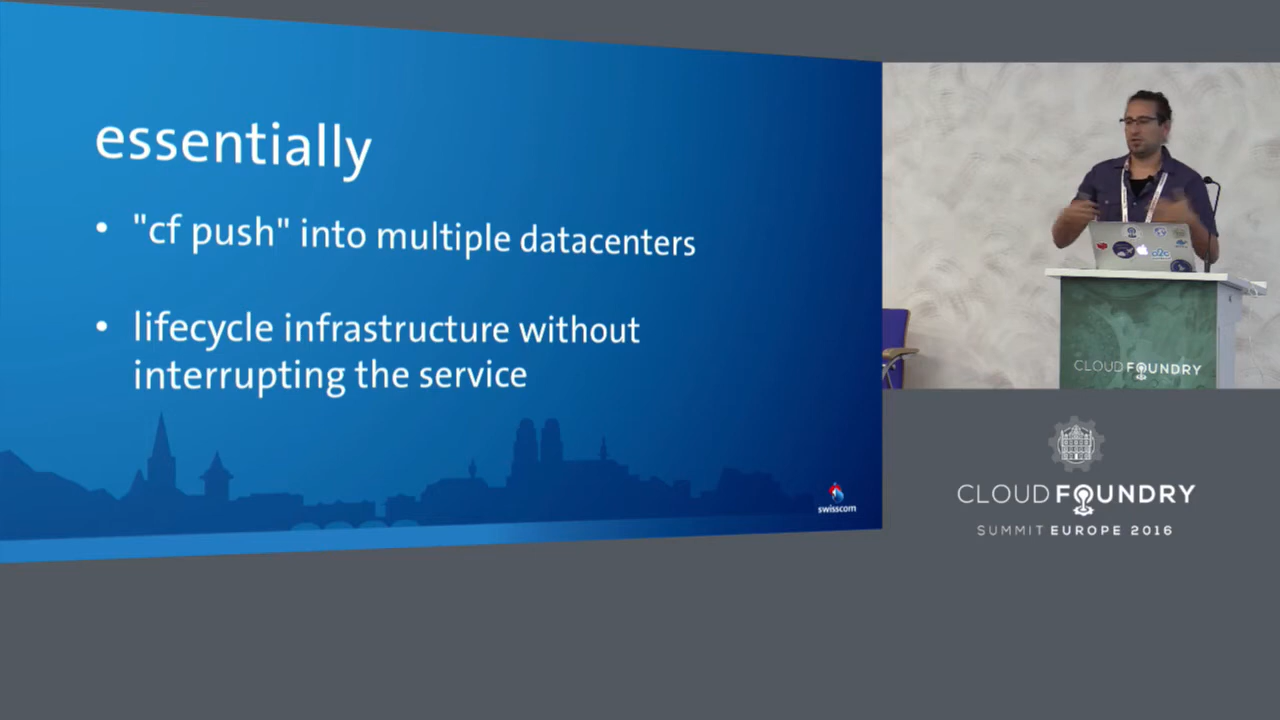 essentially
• "cf push" into multiple datacenters
• lifecycle infrastructure without
interrupting the service
swisscom
CLOUD FOUNDRY
CLOUD FOUNDRY
SUMMIT EUROPE 2016